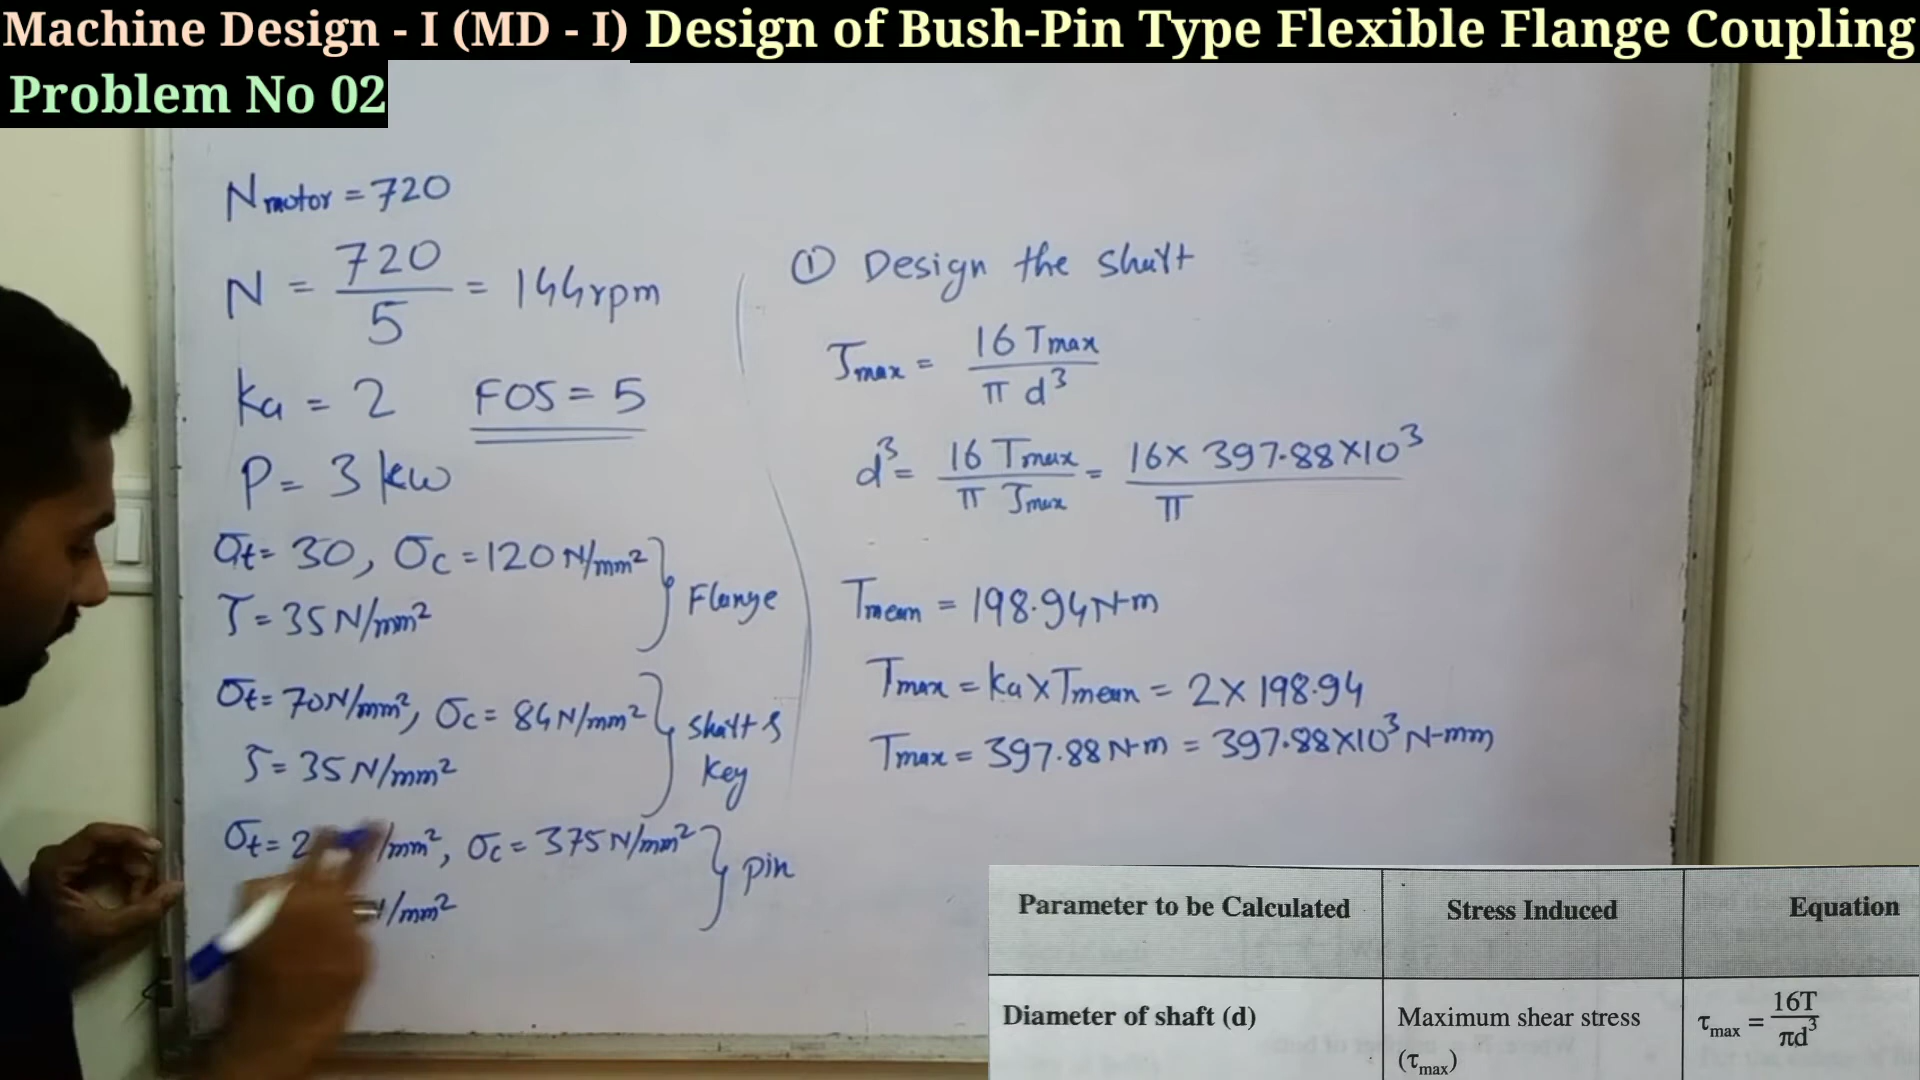 Machine Design - I (MD - I) Design of Bush-Pin Type Flexible Flange Coupling
Problem No 02
Nmotor = 720
N = 720/5 = 144rpm
Ka = 2 FOS = 5
P = 3 kw
σt = 30, σc = 120 N/mm²
τ = 35 N/mm²
} Flange
σt = 70N/mm², σc = 84 N/mm²
τ = 35 N/mm²
} Shaft & Key
σt = 2 /mm², σc = 375 N/mm²
/mm²
} pin
① Design the shaft
τmax = 16 Tmax / π d³
d³ = 16 Tmax / π τmax = 16 × 397.88×10³ / π
Tmean = 198.94 N-m
Tmax = Ka × Tmean = 2 × 198.94
Tmax = 397.88 N-m = 397.88×10³ N-mm
Parameter to be Calculated Stress Induced Equation
Diameter of shaft (d) Maximum shear stress (τmax) τmax = 16T/πd³